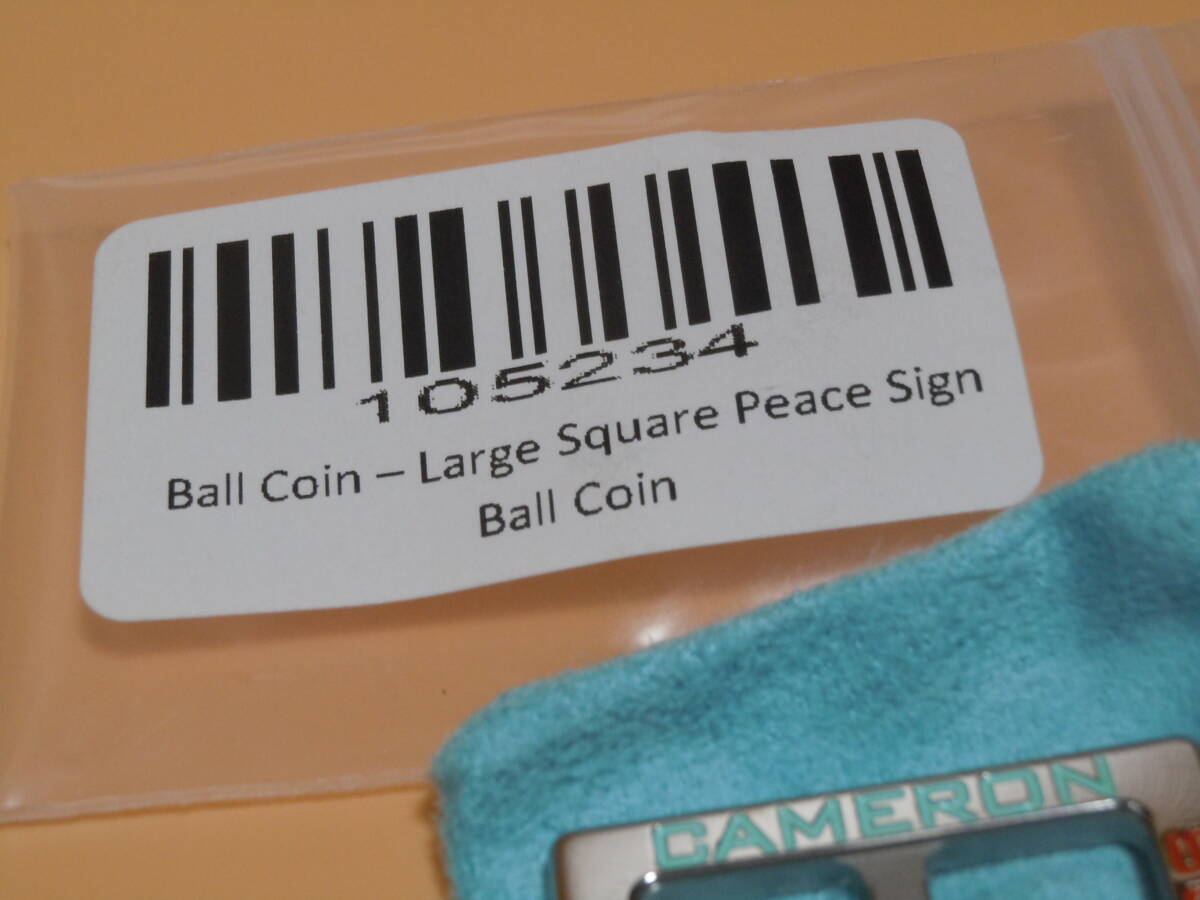 105234
Ball Coin – Large Square Peace Sign
Ball Coin
CAMERON